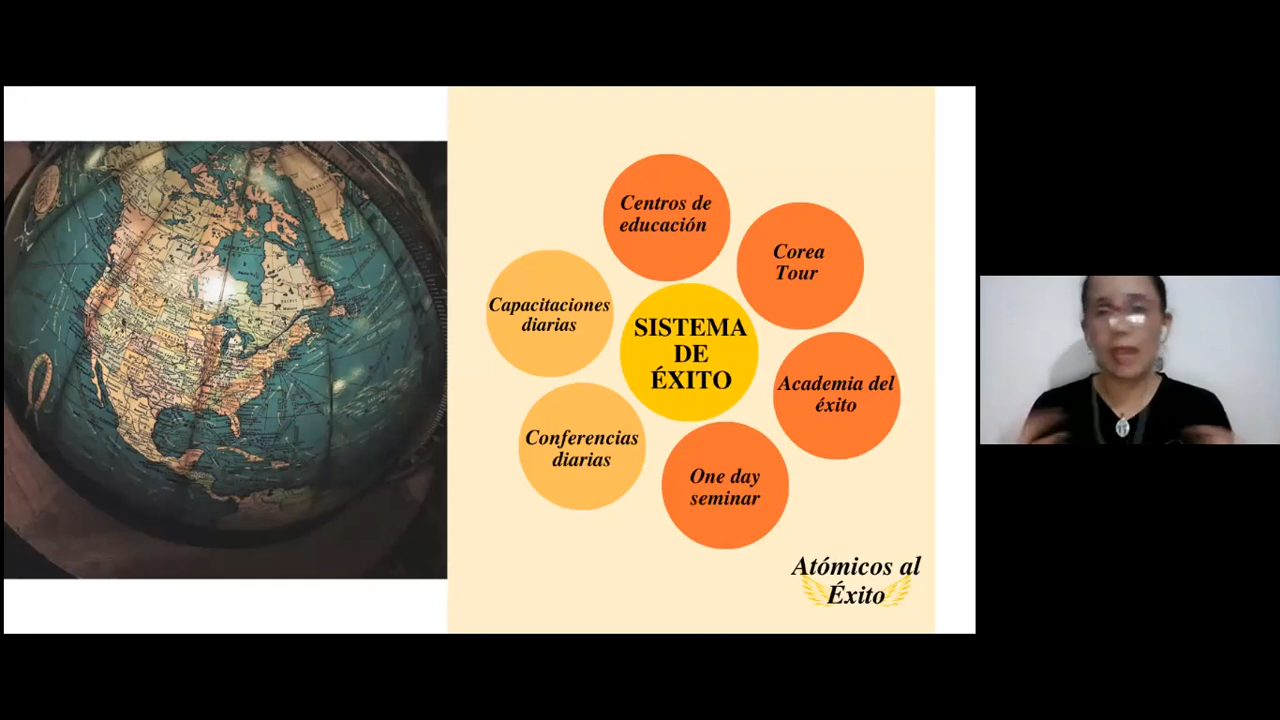 Centros de
educación
Corea
Tour
Capacitaciones
diarias
SISTEMA
DE
ÉXITO
Academia del
éxito
Conferencias
diarias
One day
seminar
Atómicos al
Éxito